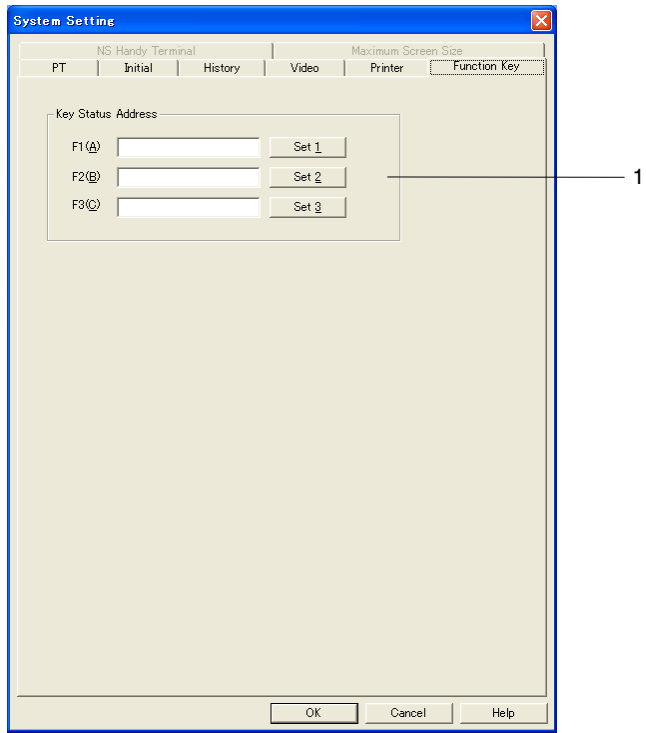 System Setting
NS Handy Terminal Maximum Screen Size
PT Initial History Video Printer Function Key
Key Status Address
F1(A) Set 1
F2(B) Set 2
1
F3(C) Set 3
OK Cancel Help